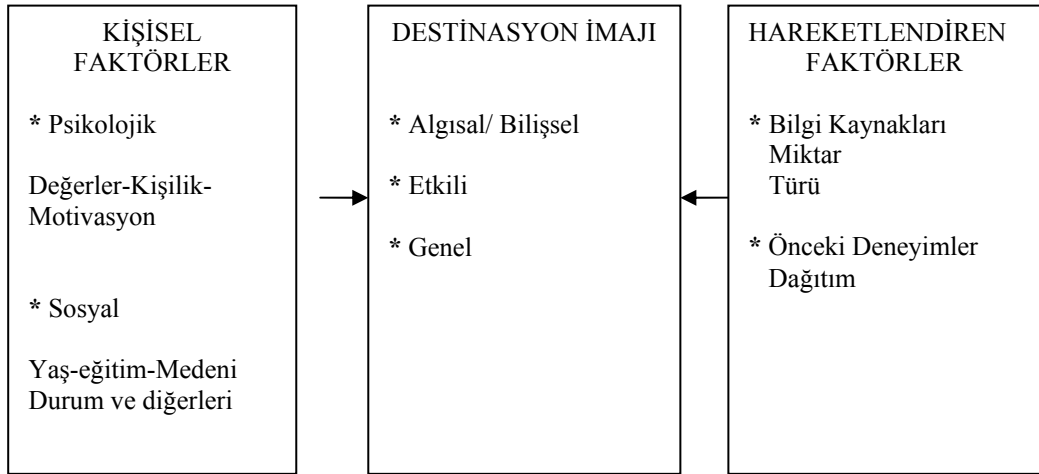 KİŞİSEL
FAKTÖRLER
* Psikolojik
Değerler-Kişilik-
Motivasyon
* Sosyal
Yaş-eğitim-Medeni
Durum ve diğerleri
DESTİNASYON İMAJI
* Algısal/ Bilişsel
* Etkili
* Genel
HAREKETLENDİREN
FAKTÖRLER
* Bilgi Kaynakları
Miktar
Türü
* Önceki Deneyimler
Dağıtım